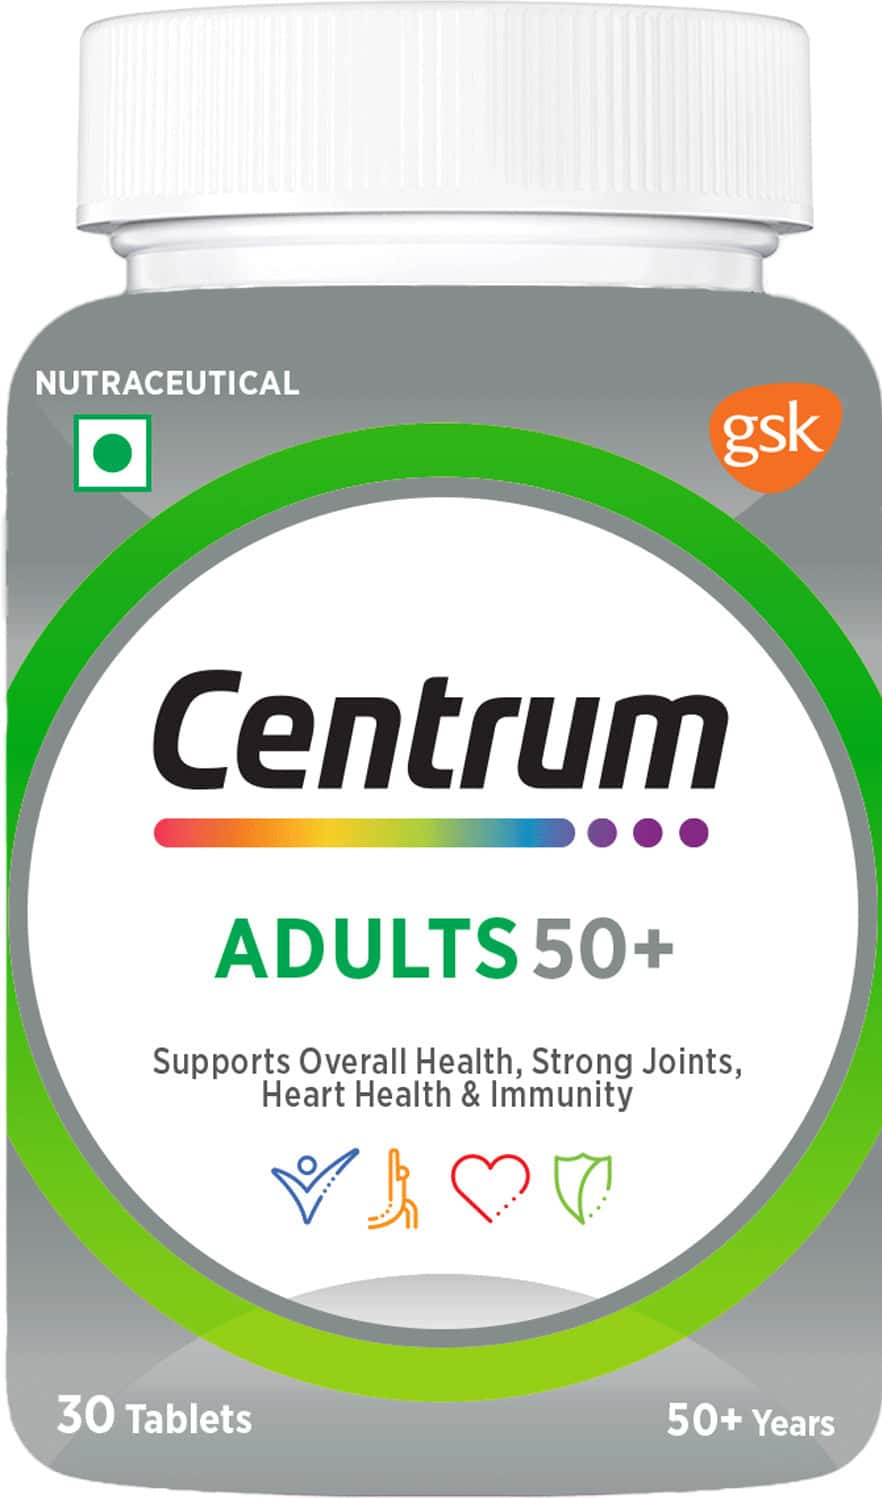 NUTRACEUTICAL
gsk
Centrum
ADULTS 50+
Supports Overall Health, Strong Joints,
Heart Health & Immunity
30 Tablets
50+ Years